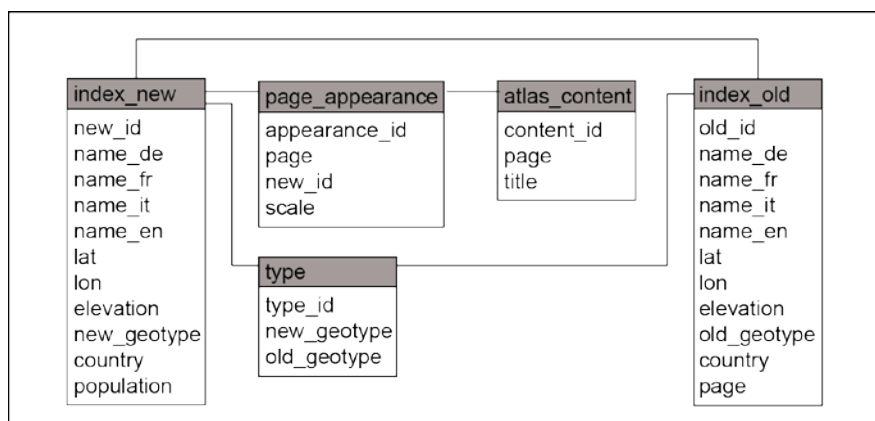 index_new
new_id
name_de
name_fr
name_it
name_en
lat
lon
elevation
new_geotype
country
population
page_appearance
appearance_id
page
new_id
scale
atlas_content
content_id
page
title
type
type_id
new_geotype
old_geotype
index_old
old_id
name_de
name_fr
name_it
name_en
lat
lon
elevation
old_geotype
country
page